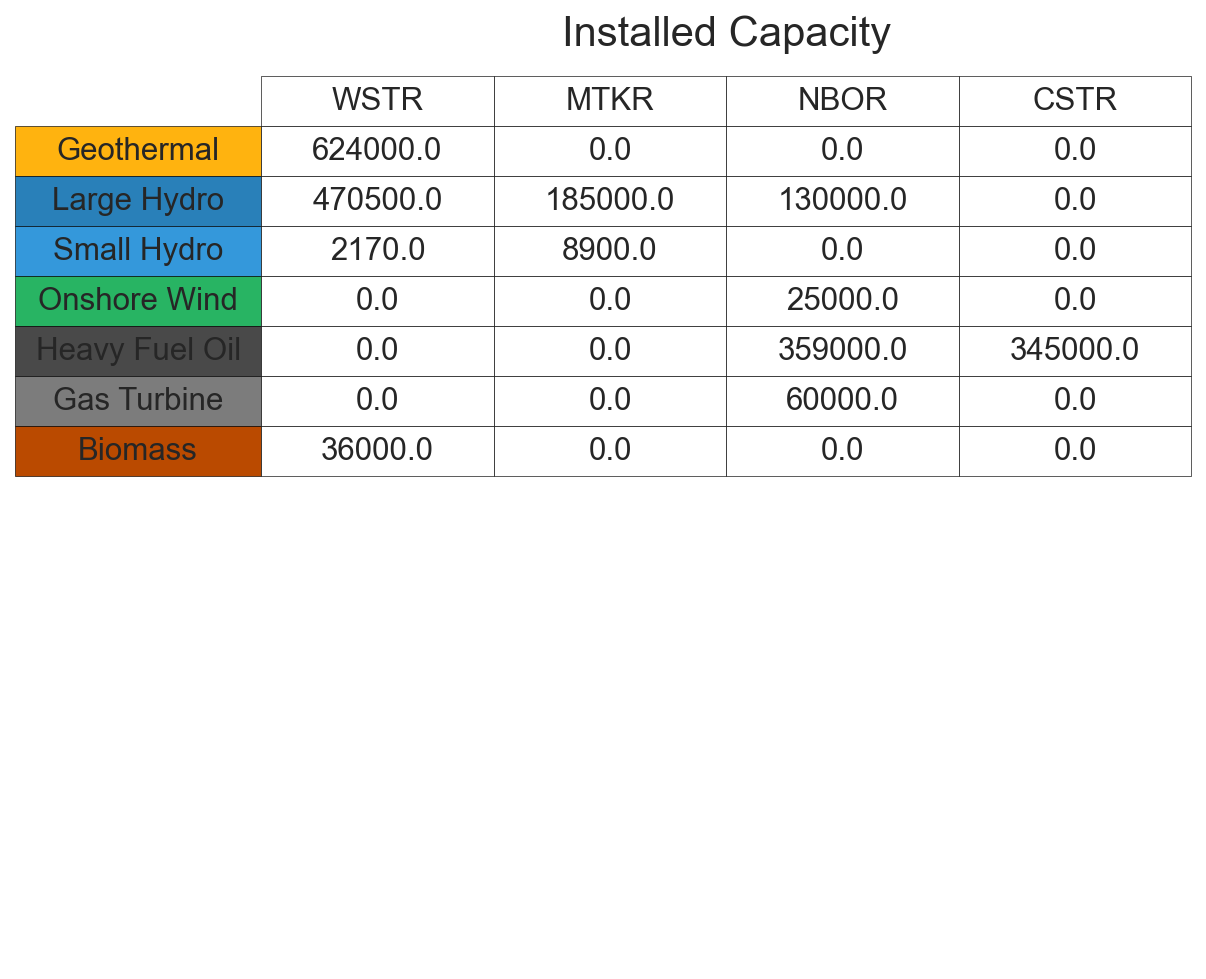 Installed Capacity
WSTR MTKR NBOR CSTR
Geothermal 624000.0 0.0 0.0 0.0
Large Hydro 470500.0 185000.0 130000.0 0.0
Small Hydro 2170.0 8900.0 0.0 0.0
Onshore Wind 0.0 0.0 25000.0 0.0
Heavy Fuel Oil 0.0 0.0 359000.0 345000.0
Gas Turbine 0.0 0.0 60000.0 0.0
Biomass 36000.0 0.0 0.0 0.0